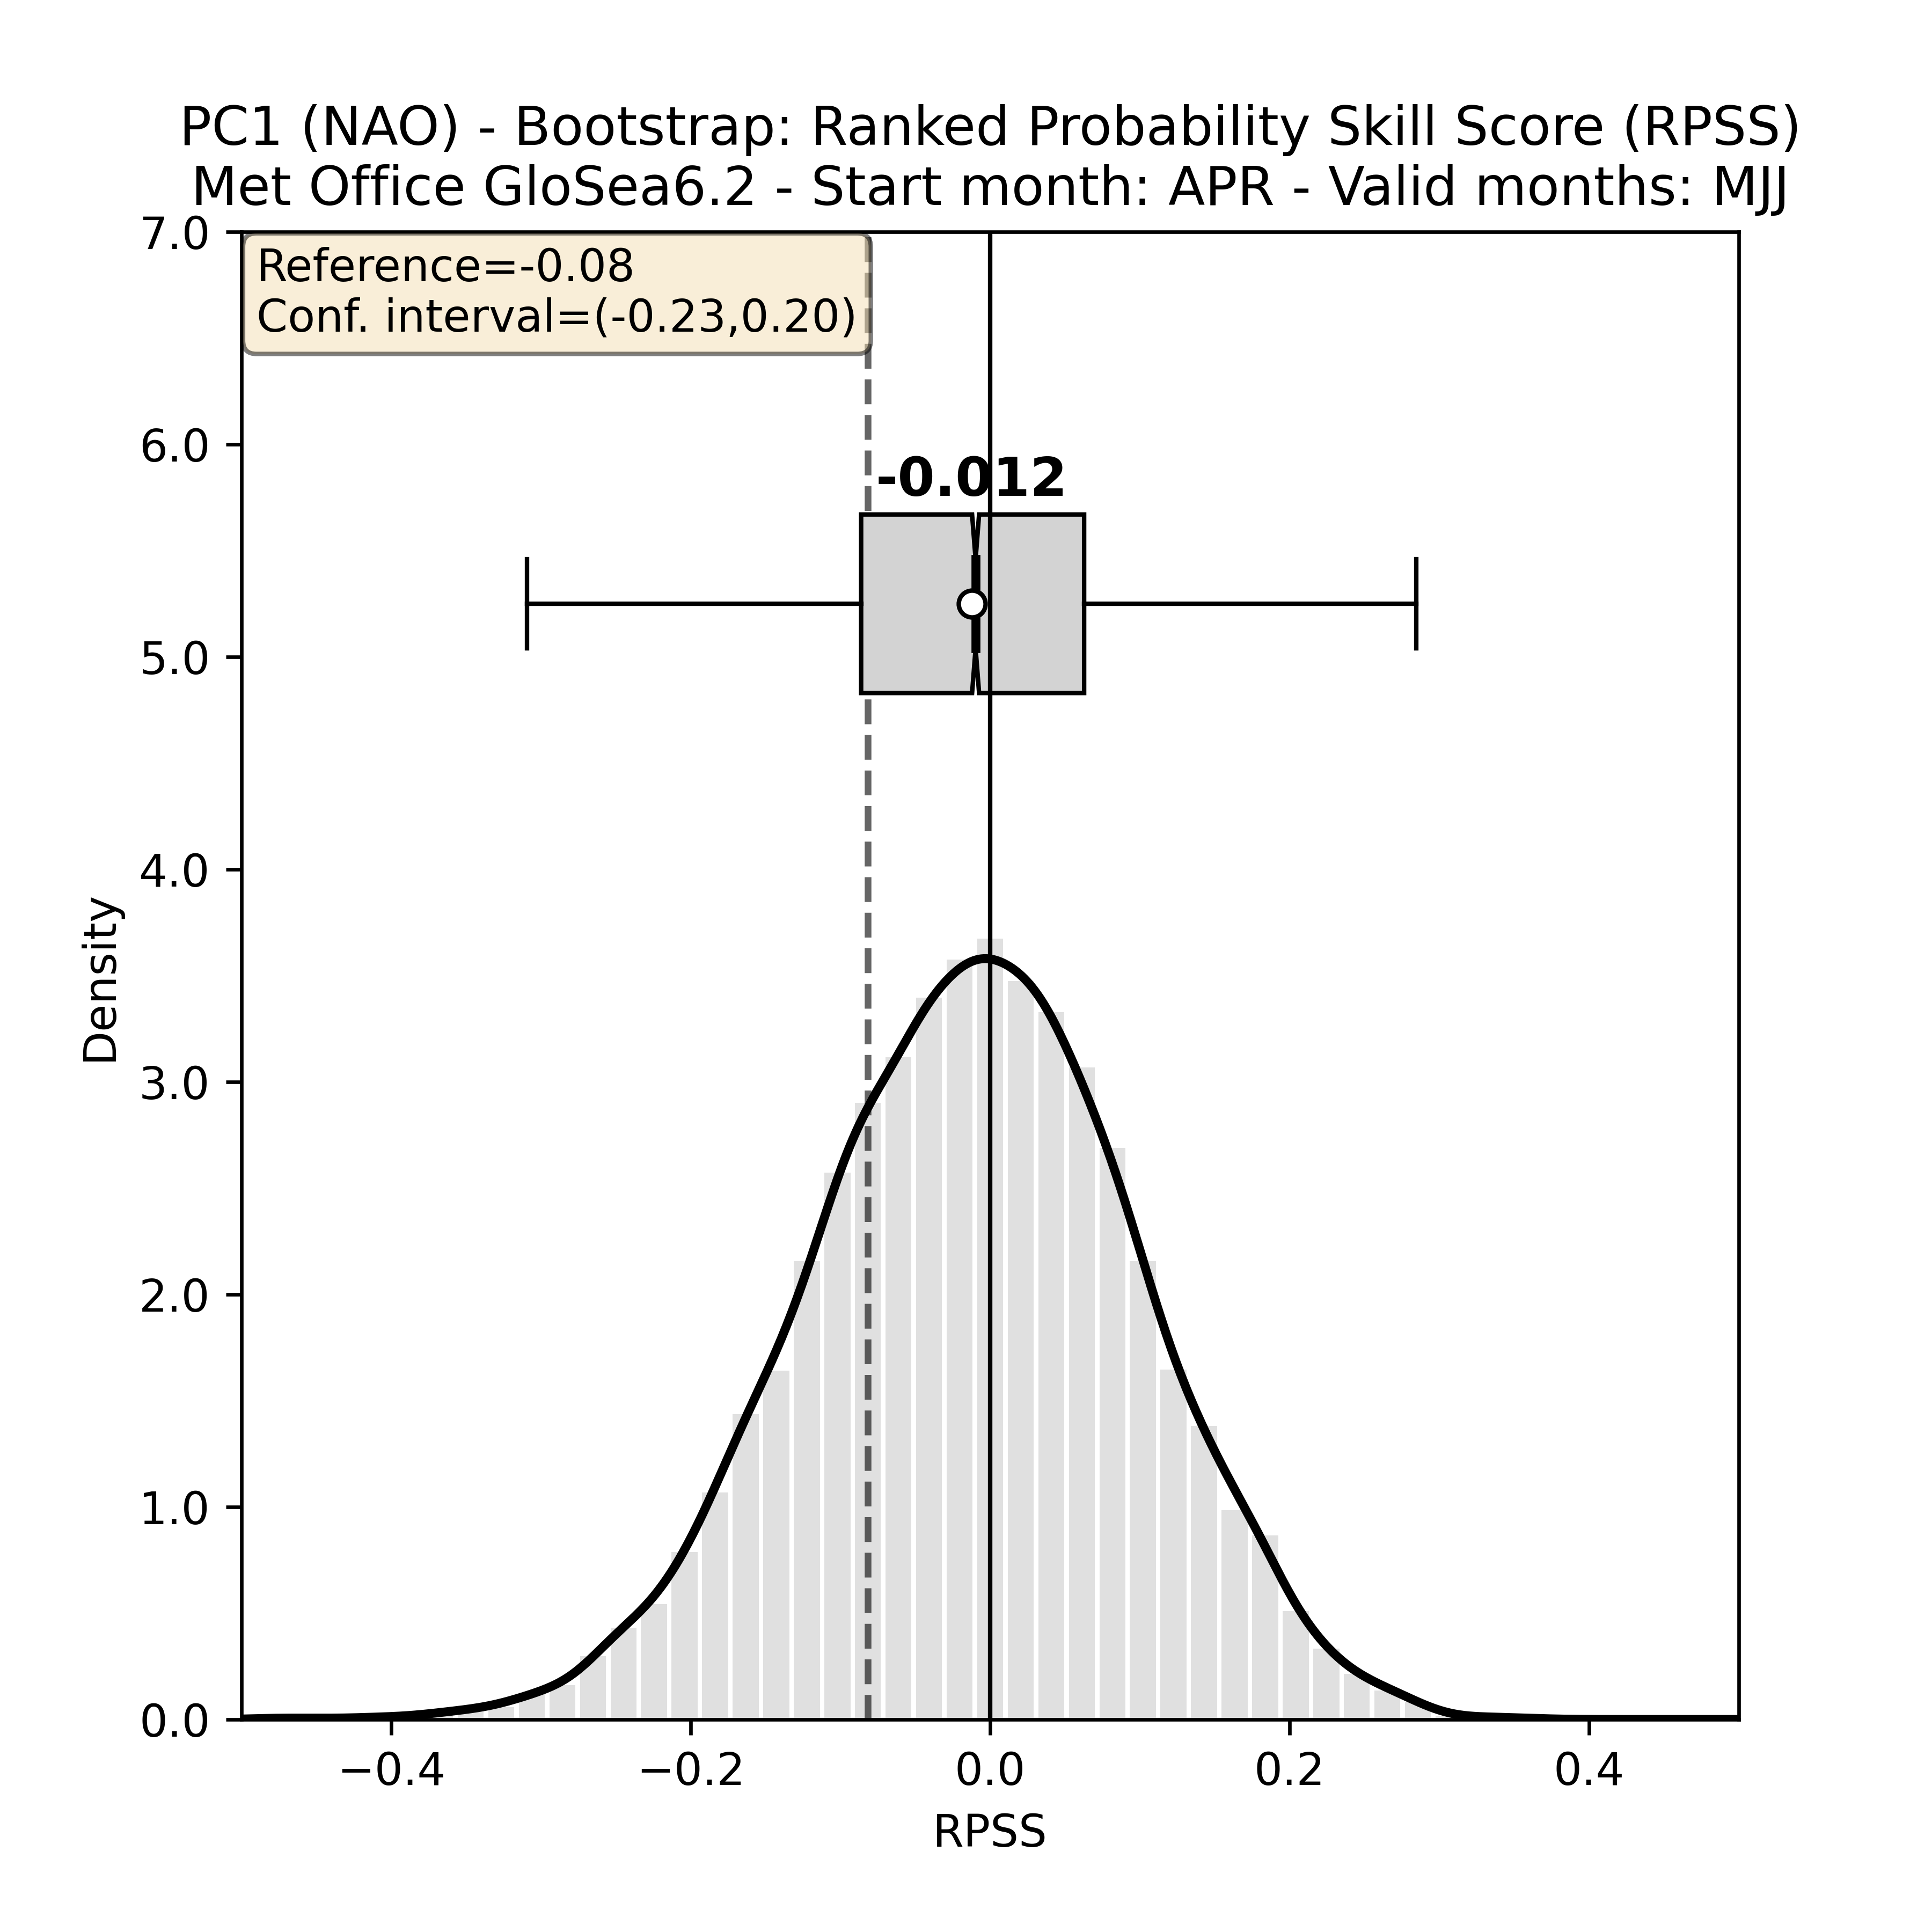 PC1 (NAO) - Bootstrap: Ranked Probability Skill Score (RPSS)
Met Office GloSea6.2 - Start month: APR - Valid months: MJJ
7.0
Reference=-0.08
Conf. interval=(-0.23,0.20)
6.0
-0.012
5.0
4.0
Density
3.0
2.0
1.0
0.0
−0.4 −0.2 0.0 0.2 0.4
RPSS